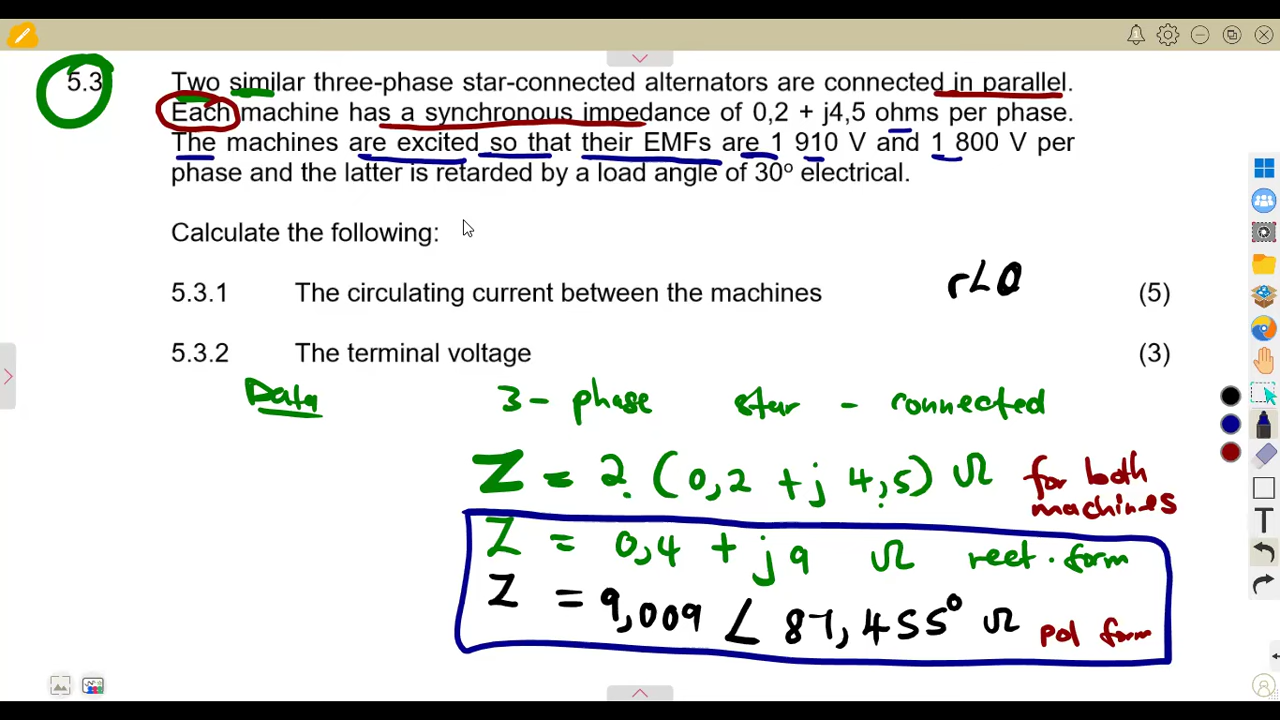 5.3 Two similar three-phase star-connected alternators are connected in parallel.
Each machine has a synchronous impedance of 0,2 + j4,5 ohms per phase.
The machines are excited so that their EMFs are 1 910 V and 1 800 V per
phase and the latter is retarded by a load angle of 30º electrical.
Calculate the following:
5.3.1 The circulating current between the machines (5)
r∠θ
5.3.2 The terminal voltage (3)
Data 3 - phase star - connected
Z = 2 (0,2 + j 4,5) Ω for both
machines
Z = 0,4 + j 9 Ω rect. form
Z = 9,009 ∠ 87,455° Ω pol form
T